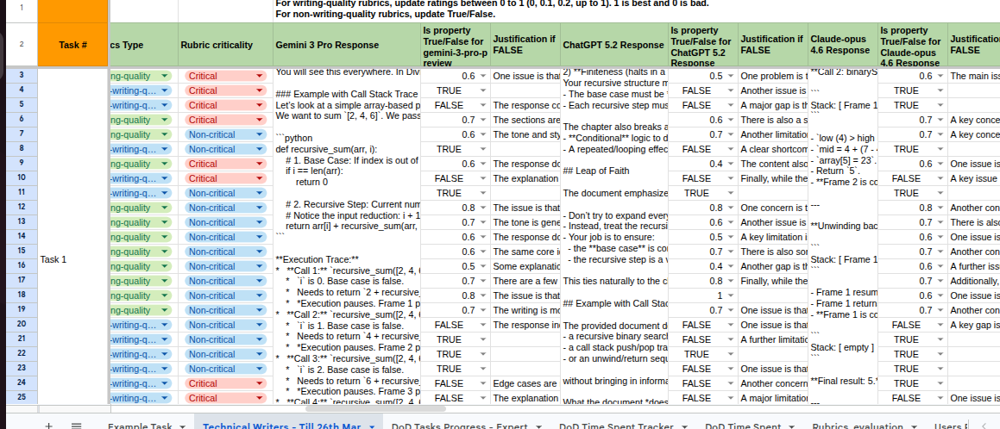 1
For writing-quality rubrics, update ratings between 0 to 1 (0, 0.1, 0.2, up to 1). 1 is best and 0 is bad.
For non-writing-quality rubrics, update True/False.
2 Task # cs Type Rubric criticality Gemini 3 Pro Response Is property True/False for gemini-3-pro-p review Justification if FALSE ChatGPT 5.2 Response Is property True/False for ChatGPT 5.2 Response Justification if FALSE Claude-opus 4.6 Response Is property True/False for Claude-opus 4.6 Response Justification FALSE
Task 1
3 ng-quality Critical 0.6 One issue is that 0.5 One problem is t 0.6 The main iss
4 -writing-q... Critical TRUE FALSE Another issue is TRUE
5 -writing-q... Critical FALSE The response co FALSE A major gap is th TRUE
6 ng-quality Critical 0.7 The sections are 0.6 There is also a s 0.7 A key conce
7 ng-quality Non-critical 0.6 The tone and sty 0.7 Another limitation 0.7 A key conce
8 -writing-q... Non-critical TRUE FALSE A clear shortcom TRUE
9 ng-quality Critical 0.6 The response do 0.4 The content also 0.6 One issue is
10 -writing-q... Critical FALSE The explanation FALSE Finally, while the FALSE A key issue
11 -writing-q... Non-critical TRUE TRUE TRUE
12 ng-quality Non-critical 0.8 The issue is that 0.8 One concern is t 0.8 Another con
13 ng-quality Non-critical 0.7 The tone is gene 0.6 Another issue is 0.7 There is also
14 ng-quality Non-critical 0.6 The response do 0.5 A key limitation i 0.6 One issue is
15 ng-quality Non-critical 0.6 The same core i 0.7 There is also so 0.7 Another con
16 ng-quality Non-critical 0.5 Some explanatio 0.4 Another gap is th 0.6 A further iss
17 ng-quality Non-critical 0.7 There are a few 0.8 Finally, while the 0.7 Additionally,
18 ng-quality Non-critical 0.8 The issue is that 1 0.6 One issue is
19 ng-quality Non-critical 0.7 The writing is mo 0.7 One issue is that 0.7 Another con
20 -writing-q... Non-critical FALSE The response in FALSE One issue is that FALSE A key gap is
21 -writing-q... Non-critical TRUE FALSE A further limitatio TRUE
22 -writing-q... Non-critical TRUE TRUE TRUE
23 -writing-q... Non-critical TRUE FALSE One issue is that TRUE
24 -writing-q... Critical FALSE Edge cases are FALSE Another concern TRUE
25 -writing-q... Critical FALSE The explanation FALSE A major limitation FALSE One issue is
You will see this everywhere. In Div
### Example with Call Stack Trace
Let's look at a simple array-based p
We want to sum `[2, 4, 6]`. We pass
```python
def recursive_sum(arr, i):
# 1. Base Case: If index is out of
if i == len(arr):
return 0
# 2. Recursive Step: Current num
# Notice the input reduction: i + 1
return arr[i] + recursive_sum(arr,
```
**Execution Trace:**
* **Call 1:** `recursive_sum([2, 4, 6
* `i` is 0. Base case is false.
* Needs to return `2 + recursive_
* *Execution pauses. Frame 1 p
* **Call 2:** `recursive_sum([2, 4, 6
* `i` is 1. Base case is false.
* Needs to return `4 + recursive_
* *Execution pauses. Frame 2 p
* **Call 3:** `recursive_sum([2, 4, 6
* `i` is 2. Base case is false.
* Needs to return `6 + recursive_
* *Execution pauses. Frame 3 p
* **Call 4:** `recursive_sum([2, 4, 6
2) **Finiteness (halts in a
Your recursive structure m
- The base case must be
- Each recursive step mus
The chapter also breaks a
- **Conditional** logic to d
- A repeated/looping effec
## Leap of Faith
The document emphasize
- Don't try to expand every
- Instead, treat the recursi
- Your job is to ensure:
- the **base case** is co
- the recursive step is a v
This ties naturally to the c
## Example with Call Stac
The provided document d
- a recursive binary search
- a call stack push/pop tra
- or an unwind/return sequ
without bringing in informa
What the document *does
**Call 2: binaryS
```
Stack: [ Frame 1
```
- `low (4) > high
- `mid = 4 + (7 -
- `array[5] = 23`.
- Return `5`.
- **Frame 2 is co
---
**Unwinding bac
```
Stack: [ Frame 1
```
- Frame 1 resum
- Frame 1 return
- **Frame 1 is co
```
Stack: [ empty ]
```
**Final result: 5.*
---
+ Example Task Technical Writers - Till 26th Mar DoD Tasks Progress - Expert DoD Time Spent Tracker DoD Time Spent Rubrics_evaluation Users F